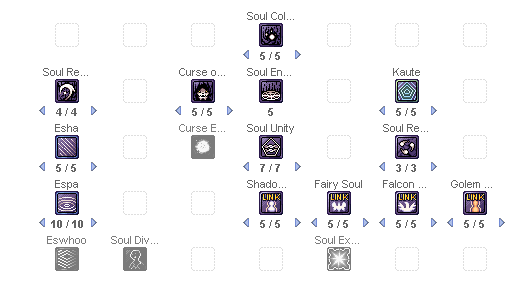 Soul Col...
5 / 5
Soul Re... Curse o... Soul En... Kaute
4 / 4 5 / 5 5 5 / 5
Esha Curse E... Soul Unity Soul Re...
5 / 5 7 / 7 3 / 3
Espa Shado... Fairy Soul Falcon ... Golem ...
LINK LINK LINK LINK
10 / 10 5 / 5 5 / 5 5 / 5 5 / 5
Eswhoo Soul Div... Soul Ex...